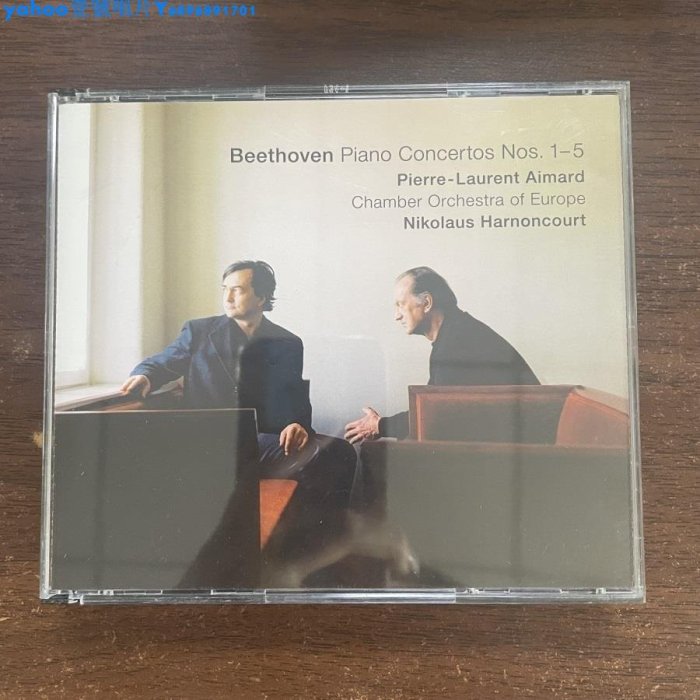 Beethoven Piano Concertos Nos. 1–5
Pierre-Laurent Aimard
Chamber Orchestra of Europe
Nikolaus Harnoncourt